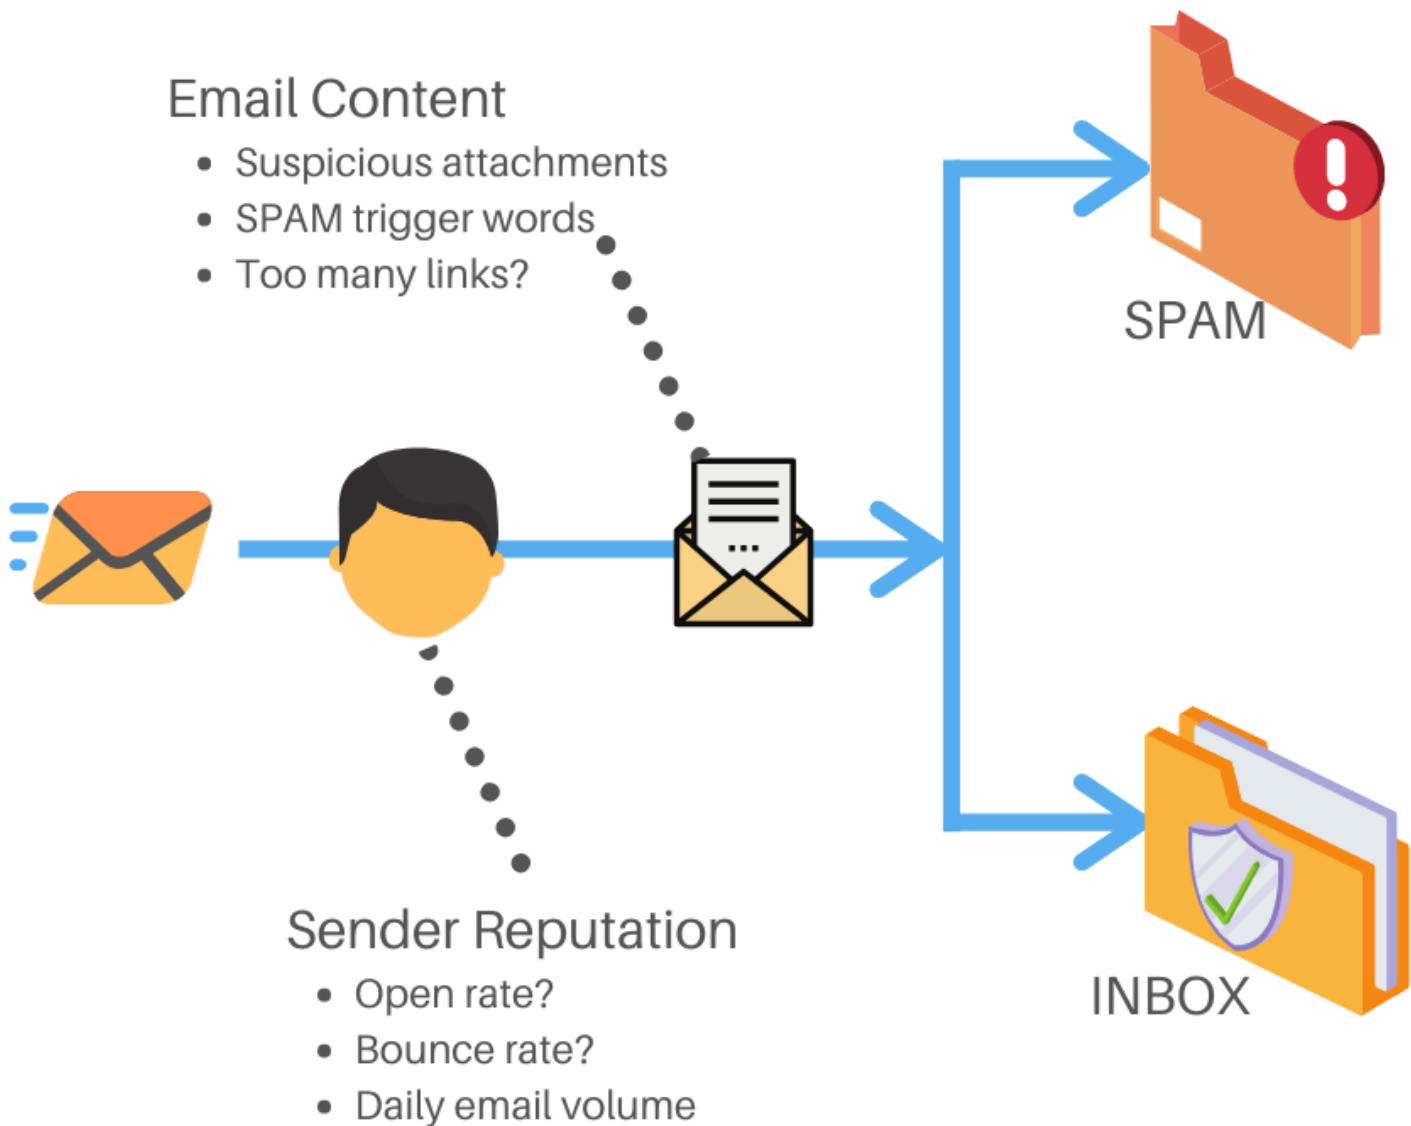 Email Content
• Suspicious attachments
• SPAM trigger words
• Too many links?
SPAM
Sender Reputation
• Open rate?
• Bounce rate?
• Daily email volume
INBOX